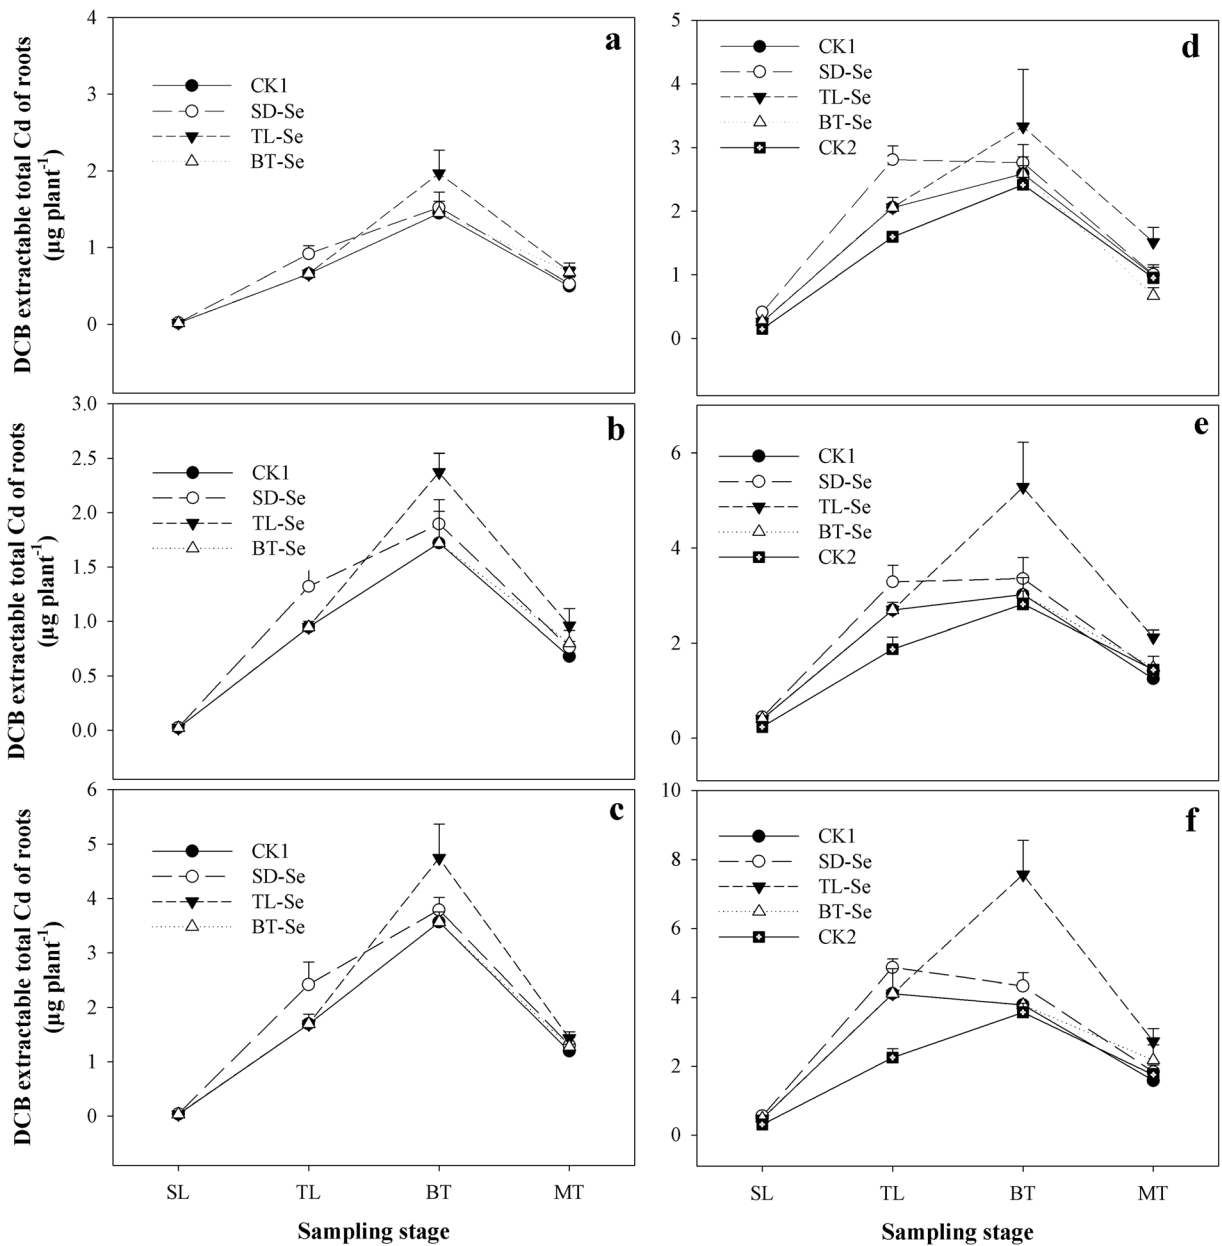 a
4
3
2
1
0
CK1
SD-Se
TL-Se
BT-Se
DCB extractable total Cd of roots
(µg plant⁻¹)
d
5
4
3
2
1
0
CK1
SD-Se
TL-Se
BT-Se
CK2
b
3.0
2.5
2.0
1.5
1.0
0.5
0.0
CK1
SD-Se
TL-Se
BT-Se
DCB extractable total Cd of roots
(µg plant⁻¹)
e
6
4
2
0
CK1
SD-Se
TL-Se
BT-Se
CK2
c
6
5
4
3
2
1
0
CK1
SD-Se
TL-Se
BT-Se
DCB extractable total Cd of roots
(µg plant⁻¹)
SL TL BT MT
Sampling stage
f
10
8
6
4
2
0
CK1
SD-Se
TL-Se
BT-Se
CK2
SL TL BT MT
Sampling stage